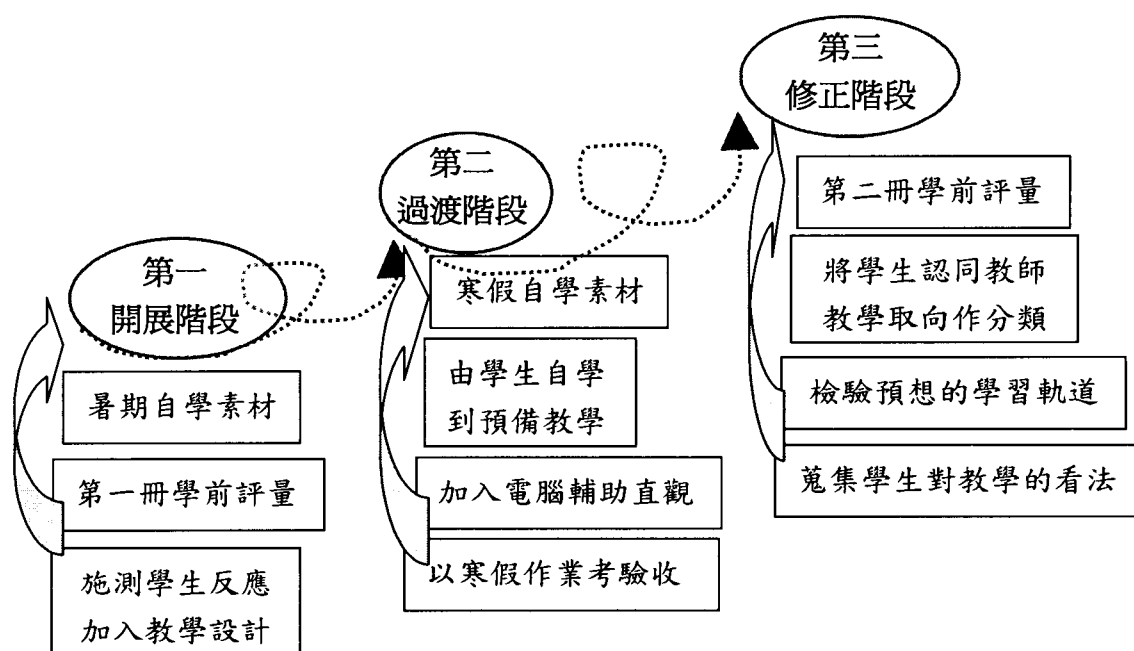 第一
開展階段
暑期自學素材
第一冊學前評量
施測學生反應
加入教學設計
第二
過渡階段
寒假自學素材
由學生自學
到預備教學
加入電腦輔助直觀
以寒假作業考驗收
第三
修正階段
第二冊學前評量
將學生認同教師
教學取向作分類
檢驗預想的學習軌道
蒐集學生對教學的看法